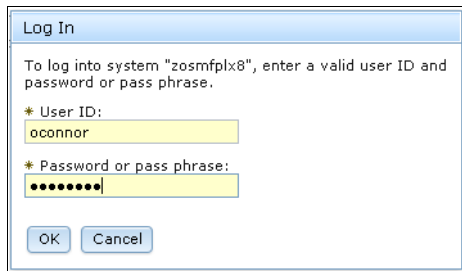 Log In
To log into system "zosmfplx8", enter a valid user ID and
password or pass phrase.
* User ID:
oconnor
* Password or pass phrase:
●●●●●●●●
OK Cancel